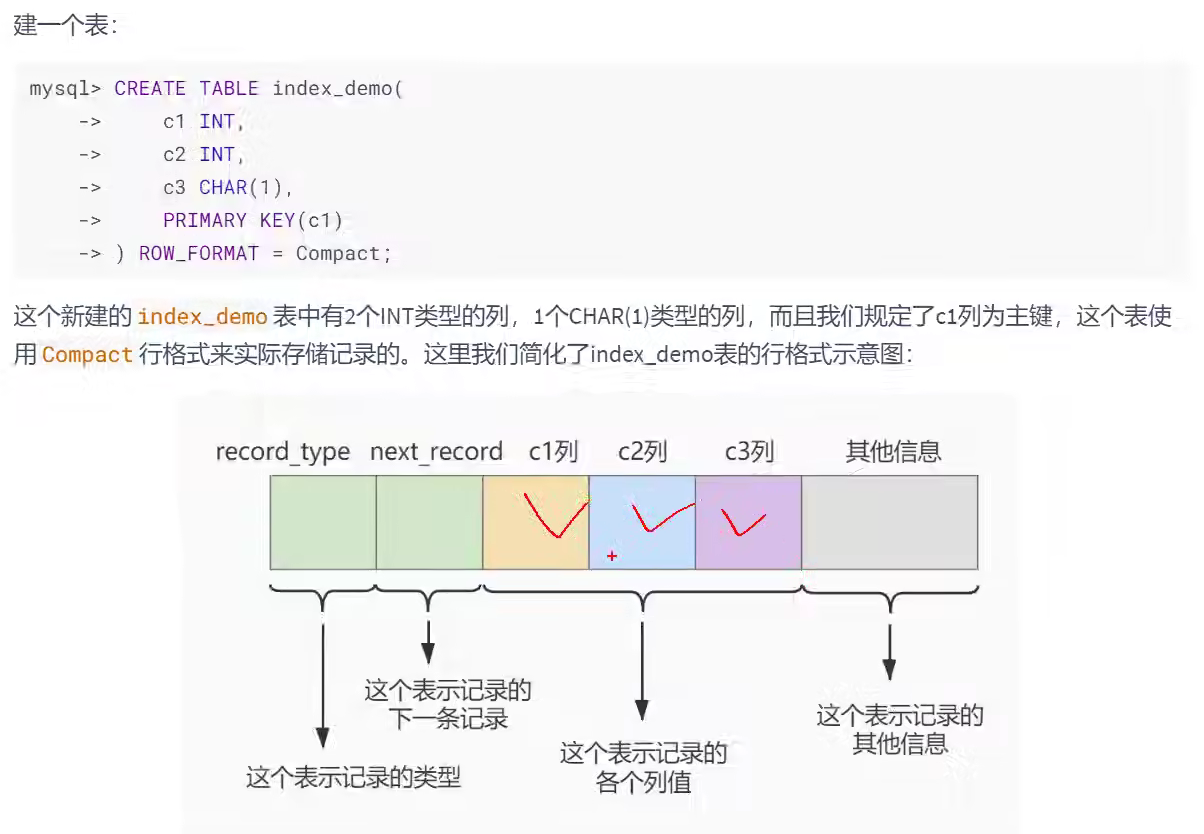 建一个表：
mysql> CREATE TABLE index_demo(
    ->     c1 INT,
    ->     c2 INT,
    ->     c3 CHAR(1),
    ->     PRIMARY KEY(c1)
    -> ) ROW_FORMAT = Compact;
这个新建的 index_demo 表中有2个INT类型的列，1个CHAR(1)类型的列，而且我们规定了c1列为主键，这个表使
用 Compact 行格式来实际存储记录的。这里我们简化了index_demo表的行格式示意图：
record_type next_record c1列 c2列 c3列 其他信息
这个表示记录的
下一条记录
这个表示记录的类型
这个表示记录的
各个列值
这个表示记录的
其他信息